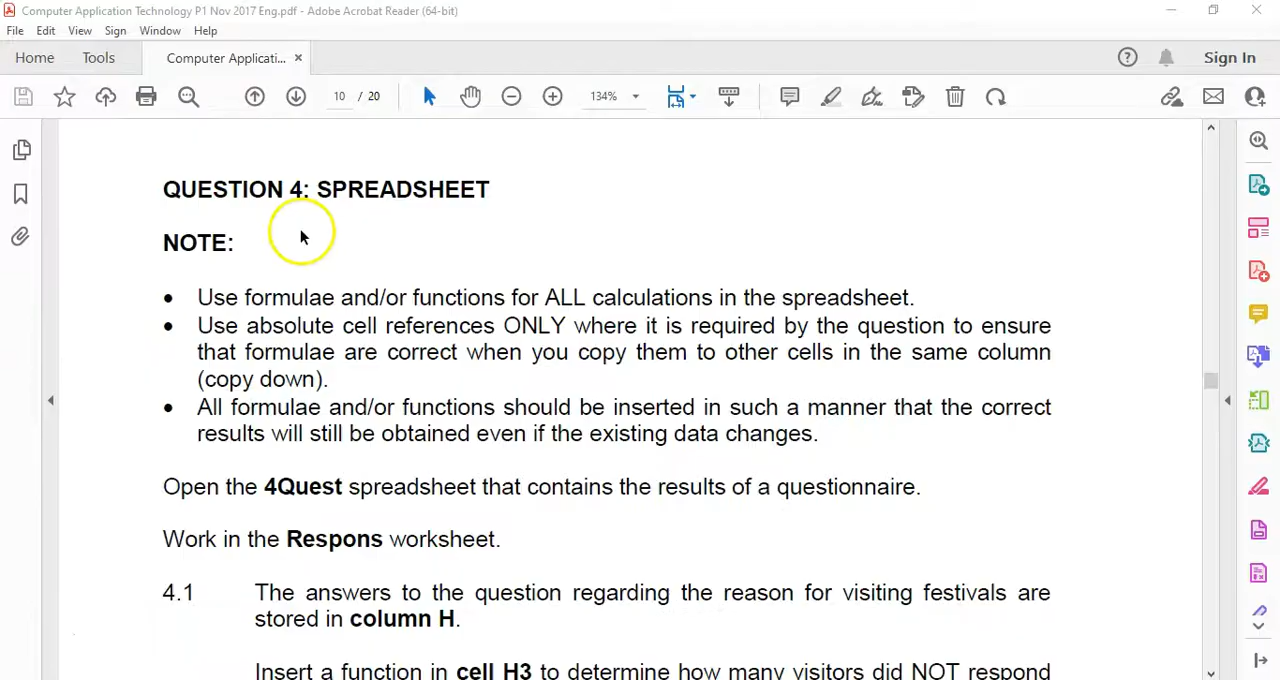 Computer Application Technology P1 Nov 2017 Eng.pdf - Adobe Acrobat Reader (64-bit)
File Edit View Sign Window Help
Home Tools Computer Applicati... × Sign In
10 / 20 134%
QUESTION 4: SPREADSHEET
NOTE:
• Use formulae and/or functions for ALL calculations in the spreadsheet.
• Use absolute cell references ONLY where it is required by the question to ensure
that formulae are correct when you copy them to other cells in the same column
(copy down).
• All formulae and/or functions should be inserted in such a manner that the correct
results will still be obtained even if the existing data changes.
Open the 4Quest spreadsheet that contains the results of a questionnaire.
Work in the Respons worksheet.
4.1 The answers to the question regarding the reason for visiting festivals are
stored in column H.
Insert a function in cell H3 to determine how many visitors did NOT respond